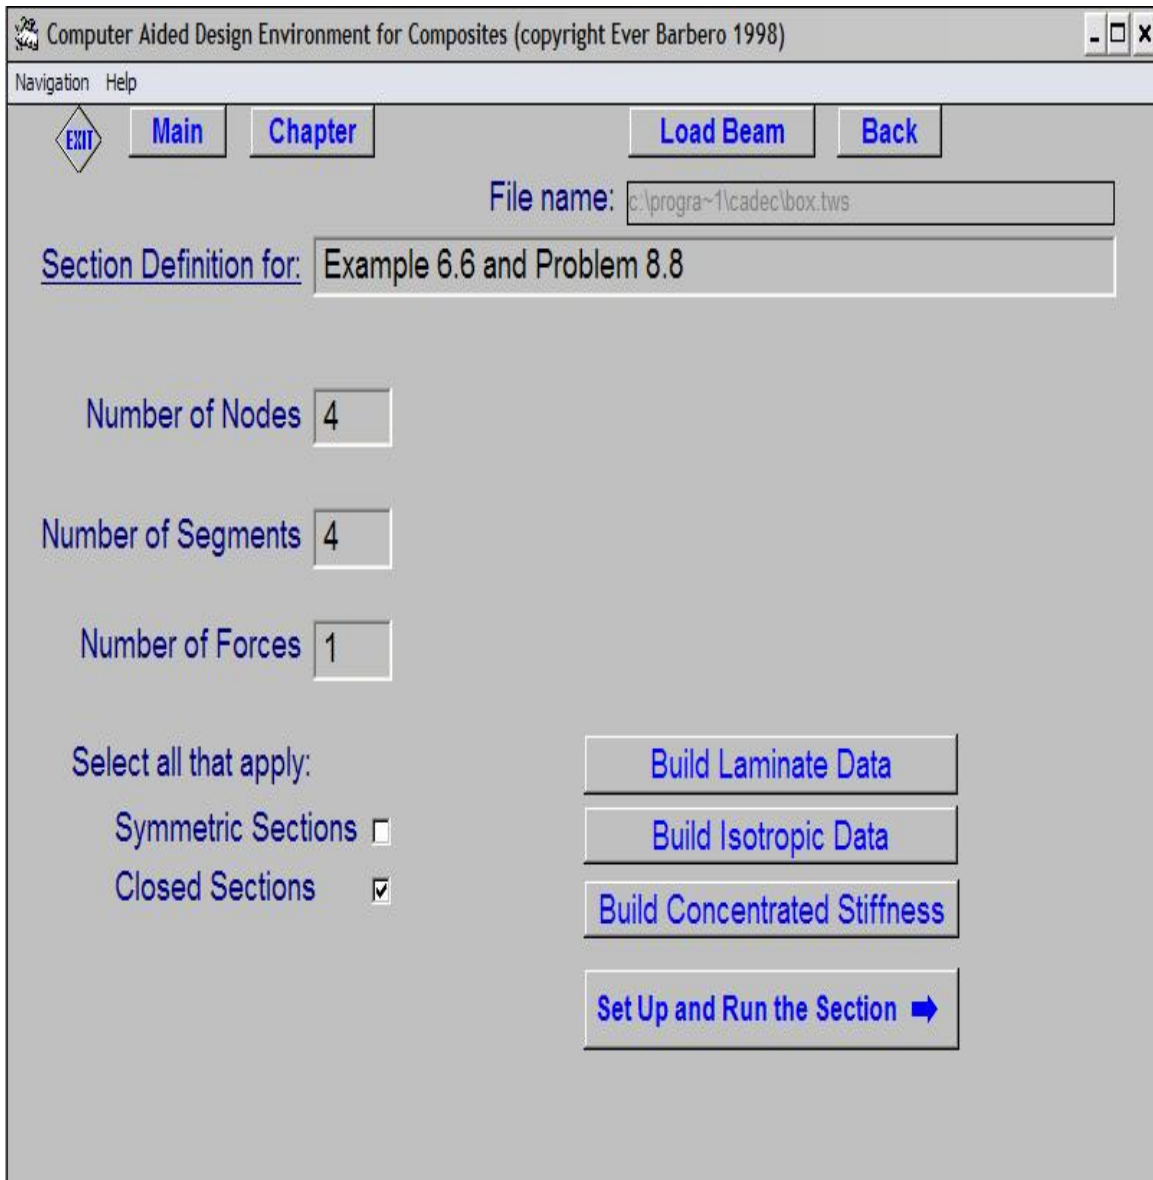 Computer Aided Design Environment for Composites (copyright Ever Barbero 1998)
Navigation Help
EXIT Main Chapter Load Beam Back
File name: c:\progra~1\cadec\box.tws
Section Definition for: Example 6.6 and Problem 8.8
Number of Nodes 4
Number of Segments 4
Number of Forces 1
Select all that apply:
Build Laminate Data
Symmetric Sections
Build Isotropic Data
Closed Sections
Build Concentrated Stiffness
Set Up and Run the Section